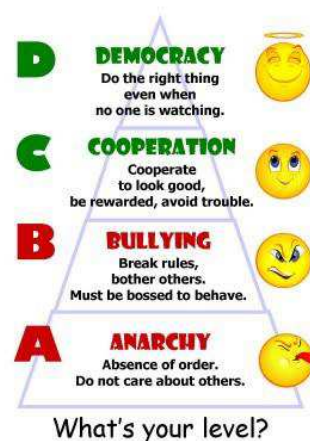 D DEMOCRACY
Do the right thing
even when
no one is watching.
C COOPERATION
Cooperate
to look good,
be rewarded, avoid trouble.
B BULLYING
Break rules,
bother others.
Must be bossed to behave.
A ANARCHY
Absence of order.
Do not care about others.
What's your level?